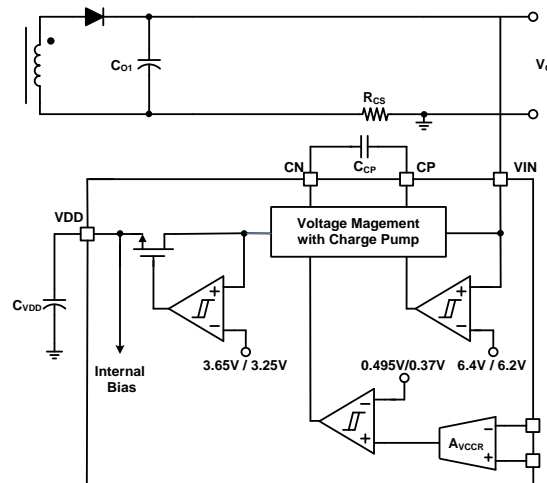 CO1
VO
RCS
CN
CCP
CP
VIN
VDD
Voltage Magement
with Charge Pump
CVDD
3.65V / 3.25V
Internal
Bias
0.495V/0.37V
6.4V / 6.2V
AVCCR